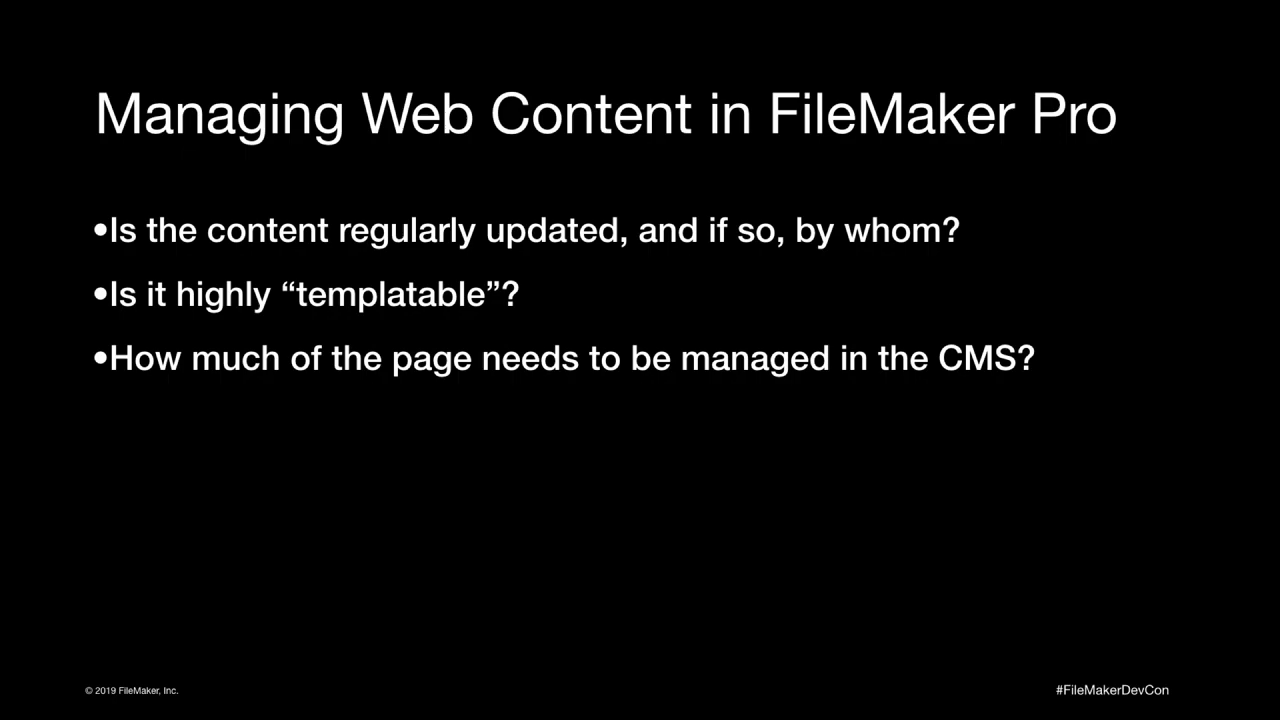 Managing Web Content in FileMaker Pro
•Is the content regularly updated, and if so, by whom?
•Is it highly “templatable”?
•How much of the page needs to be managed in the CMS?
© 2019 FileMaker, Inc.
#FileMakerDevCon